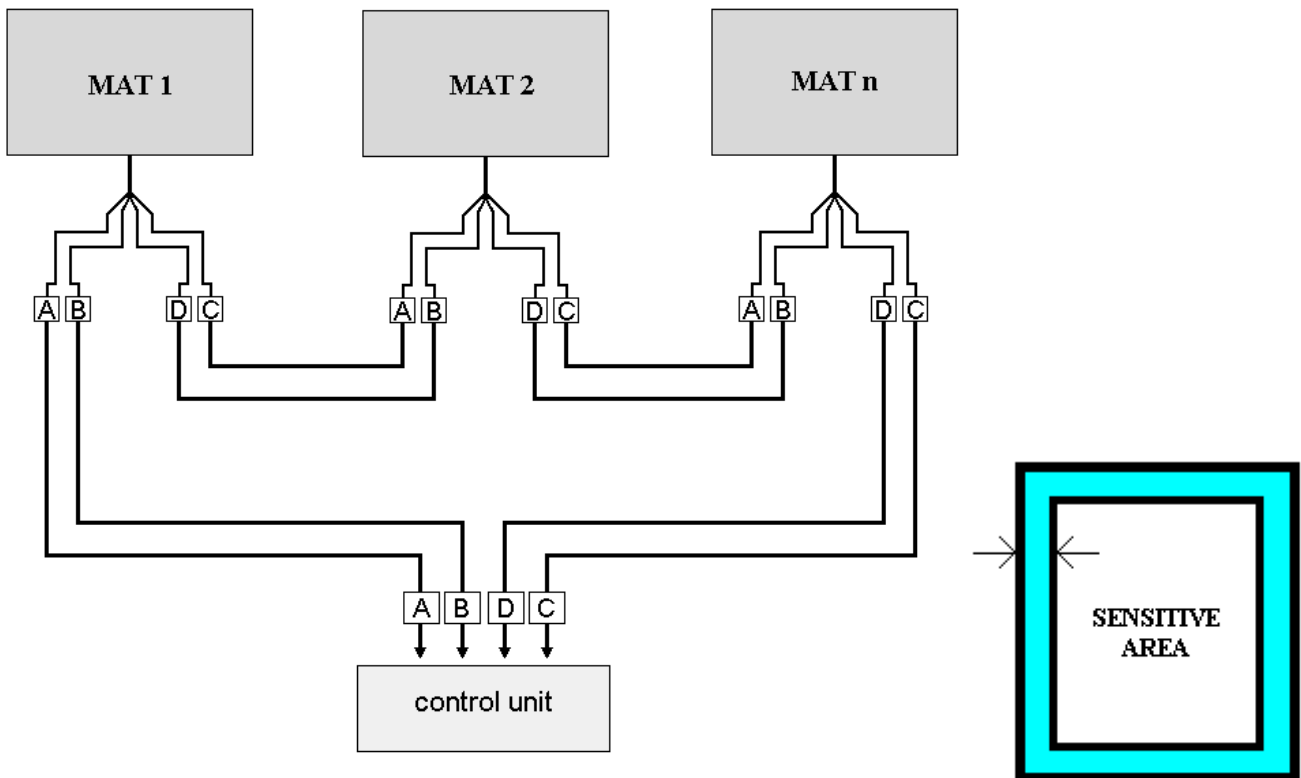 MAT 1
MAT 2
MAT n
A B D C A B D C A B D C
A B D C
control unit
SENSITIVE
AREA